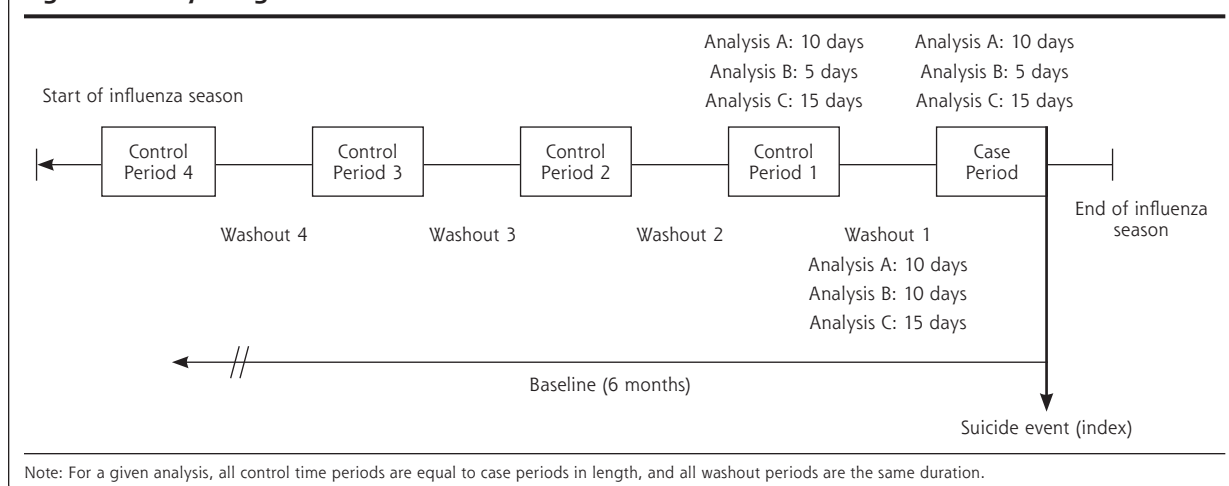 Analysis A: 10 days Analysis A: 10 days
Analysis B: 5 days Analysis B: 5 days
Start of influenza season
Analysis C: 15 days Analysis C: 15 days
Control
Period 4
Control
Period 3
Control
Period 2
Control
Period 1
Case
Period
End of influenza
season
Washout 4 Washout 3 Washout 2 Washout 1
Analysis A: 10 days
Analysis B: 10 days
Analysis C: 15 days
Baseline (6 months)
Suicide event (index)
Note: For a given analysis, all control time periods are equal to case periods in length, and all washout periods are the same duration.